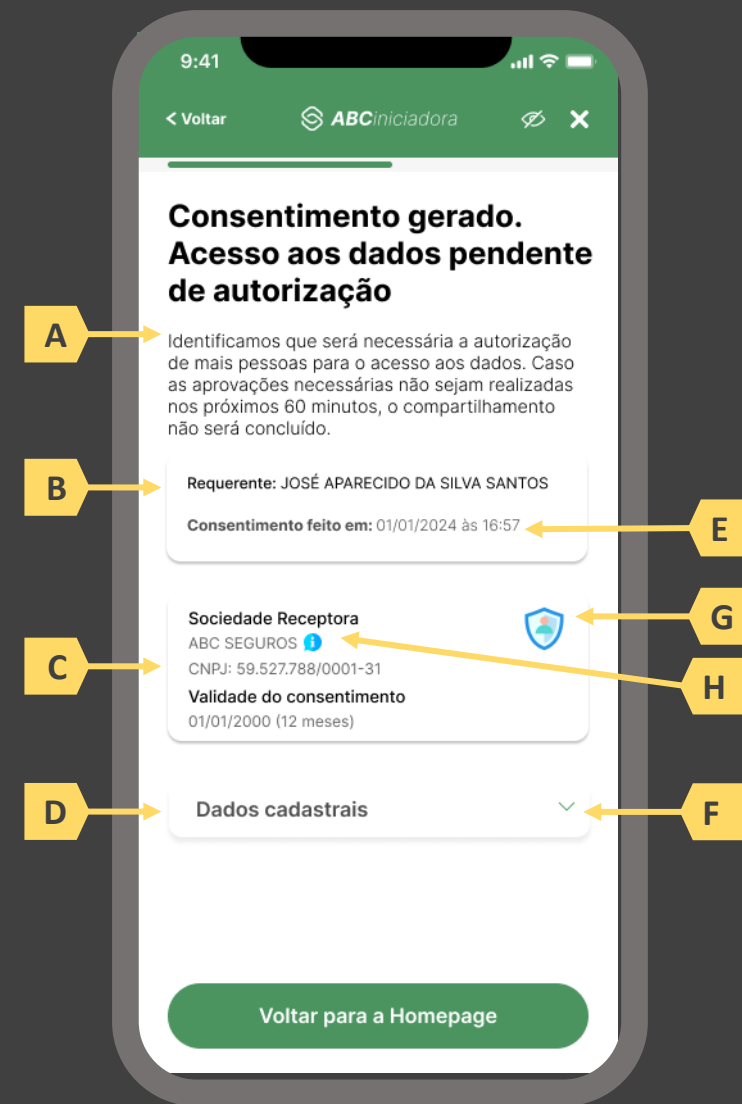 9:41
< Voltar
ABCiniciadora
Consentimento gerado.
Acesso aos dados pendente
de autorização
A
Identificamos que será necessária a autorização
de mais pessoas para o acesso aos dados. Caso
as aprovações necessárias não sejam realizadas
nos próximos 60 minutos, o compartilhamento
não será concluído.
B
Requerente: JOSÉ APARECIDO DA SILVA SANTOS
Consentimento feito em: 01/01/2024 às 16:57
E
Sociedade Receptora
G
ABC SEGUROS i
C
CNPJ: 59.527.788/0001-31
H
Validade do consentimento
01/01/2000 (12 meses)
D
Dados cadastrais
F
Voltar para a Homepage